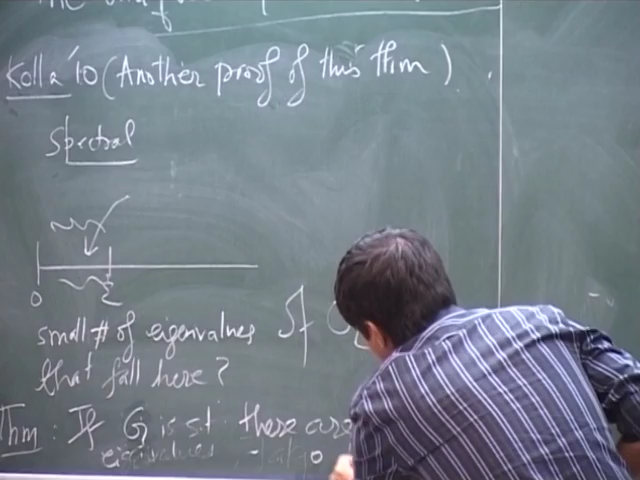 Kolla '10 (Another proof of this thm).
Spectral
0
small # of eigenvalues If
that fall here?
Thm: If G is s.t. there are
eigenvalues